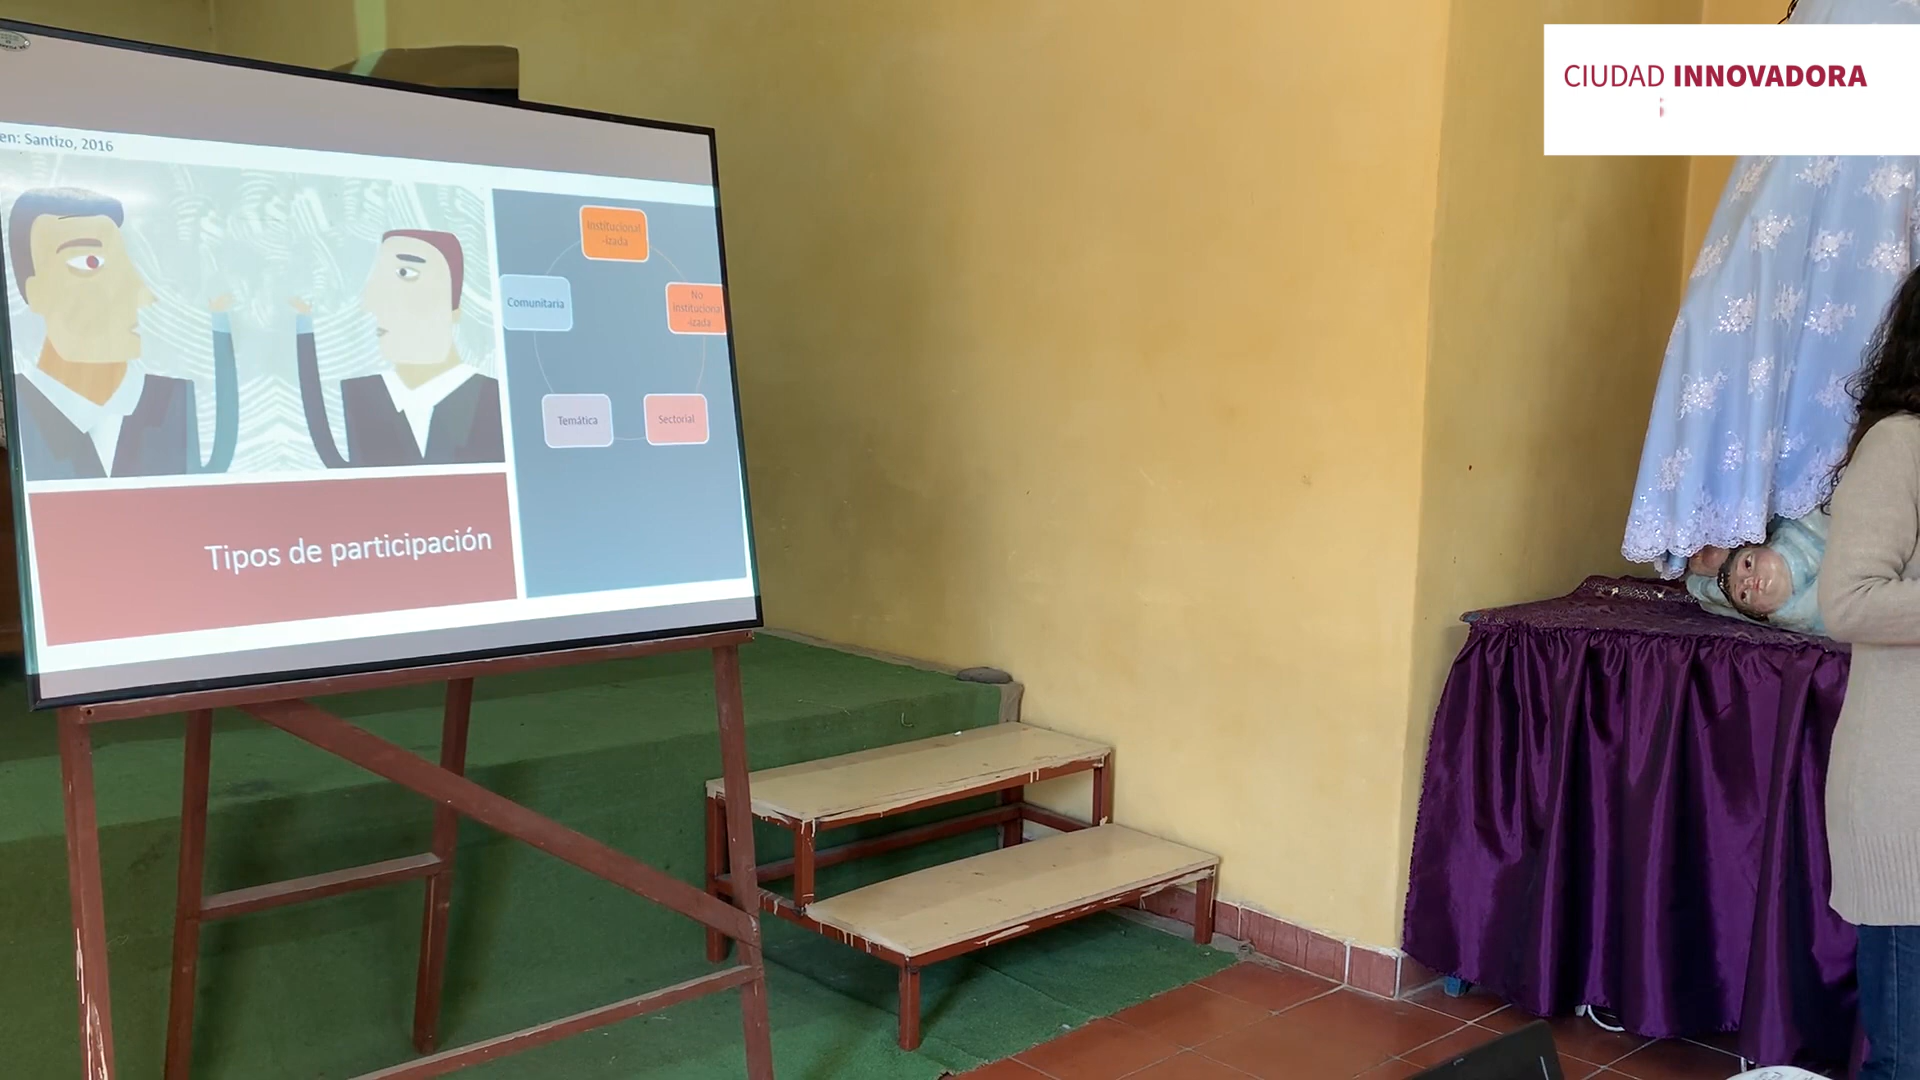 CIUDAD INNOVADORA
en: Santizo, 2016
Institucional
-izada
Comunitaria
No
institucional
-izada
Temática
Sectorial
Tipos de participación